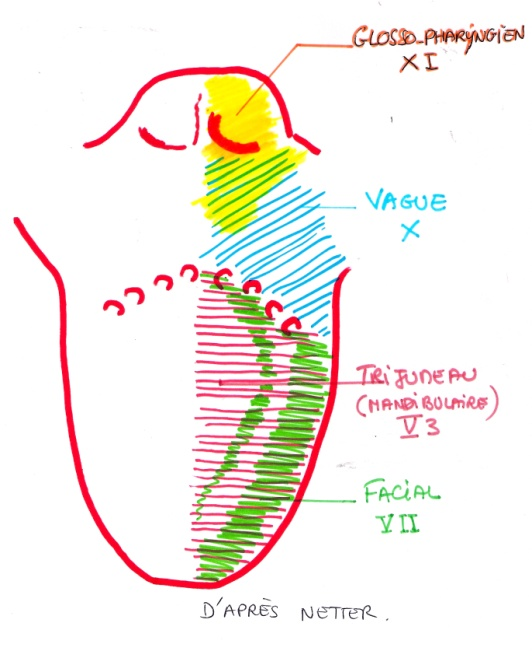 GLOSSO-PHARYNGIEN
XI
VAGUE
X
TRIJUMEAU
(MANDIBULAIRE)
V3
FACIAL
VII
D'APRÈS NETTER.